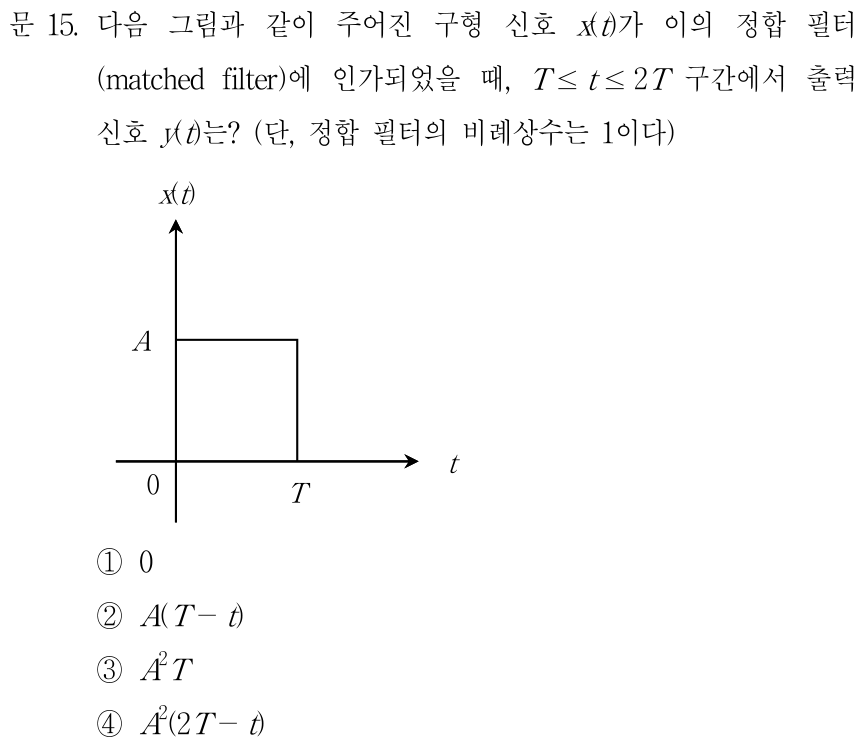 문 15. 다음 그림과 같이 주어진 구형 신호 x(t)가 이의 정합 필터
(matched filter)에 인가되었을 때, T ≤ t ≤ 2T 구간에서 출력
신호 y(t)는? (단, 정합 필터의 비례상수는 1이다)
x(t)
A
0
T
t
① 0
② A(T − t)
③ A²T
④ A²(2T − t)